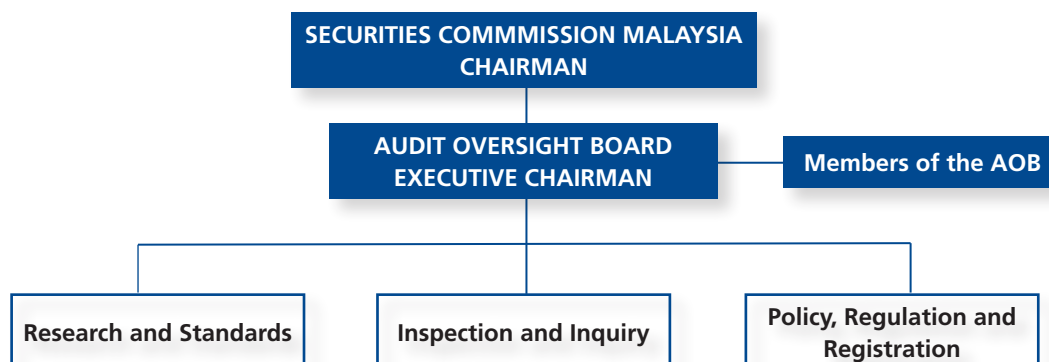 SECURITIES COMMMISSION MALAYSIA
CHAIRMAN
AUDIT OVERSIGHT BOARD
EXECUTIVE CHAIRMAN
Members of the AOB
Research and Standards
Inspection and Inquiry
Policy, Regulation and
Registration